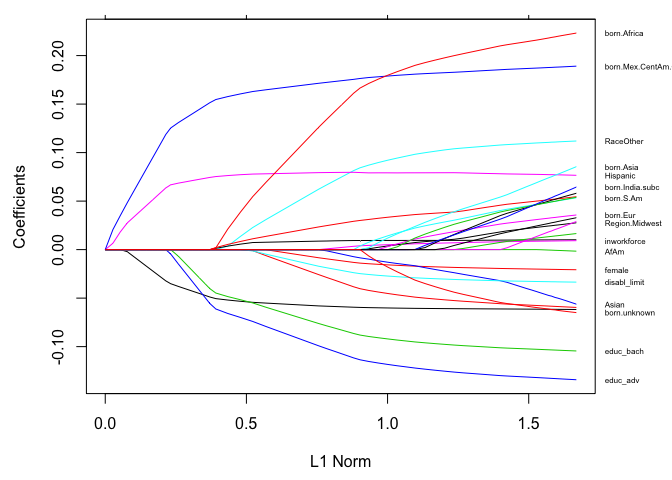 born.Africa
0.20
born.Mex.CentAm.
0.15
RaceOther
0.10
born.Asia
Hispanic
born.India.subc
0.05
born.S.Am
born.Eur
Region.Midwest
0.00
inworkforce
AfAm
female
disabl_limit
Asian
born.unknown
-0.10
educ_bach
educ_adv
Coefficients
0.0 0.5 1.0 1.5
L1 Norm